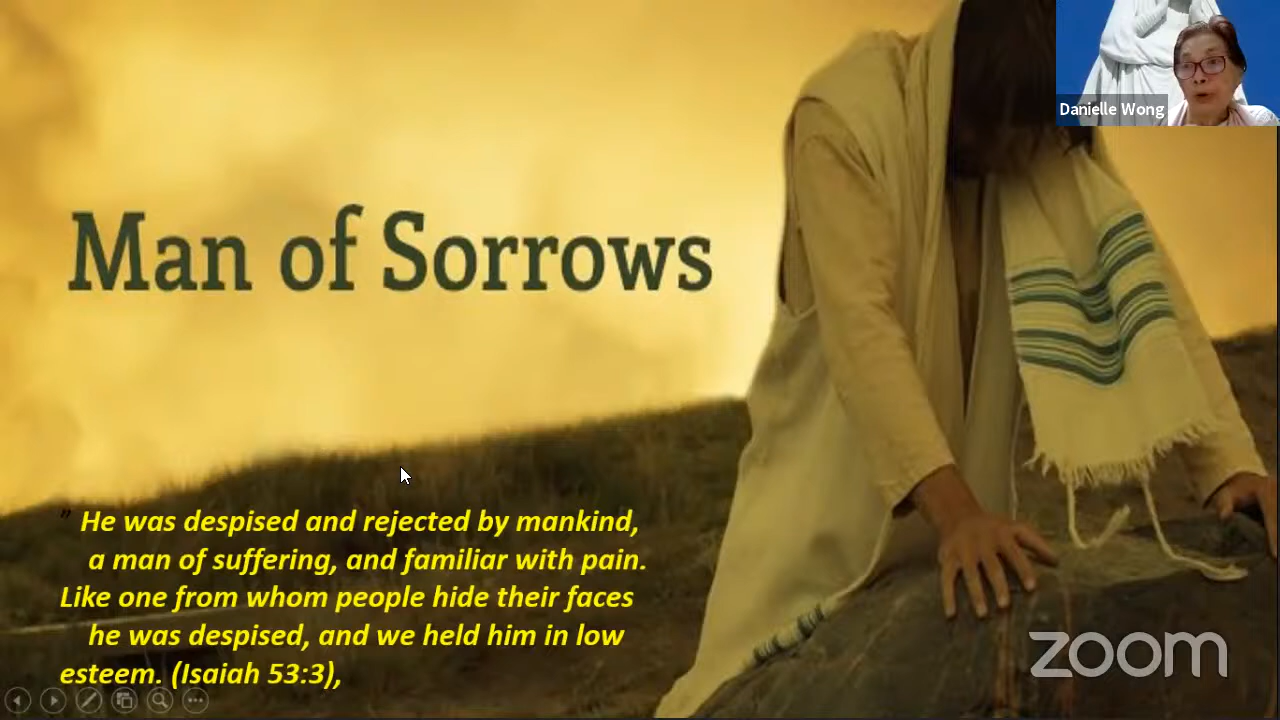 Danielle Wong
Man of Sorrows
" He was despised and rejected by mankind,
a man of suffering, and familiar with pain.
Like one from whom people hide their faces
he was despised, and we held him in low
esteem. (Isaiah 53:3),
zoom